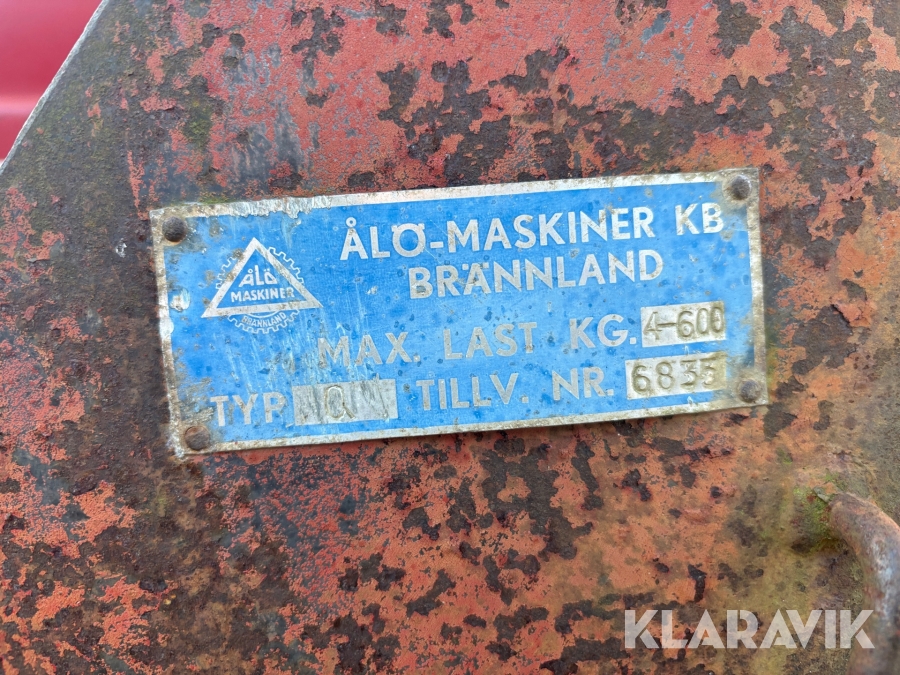 ÅLÖ-MASKINER KB
BRÄNNLAND
ÅLÖ
MASKINER
BRÄNNLAND
MAX. LAST KG. 4-600
TYP Q TILLV. NR. 6835
KLARAVIK